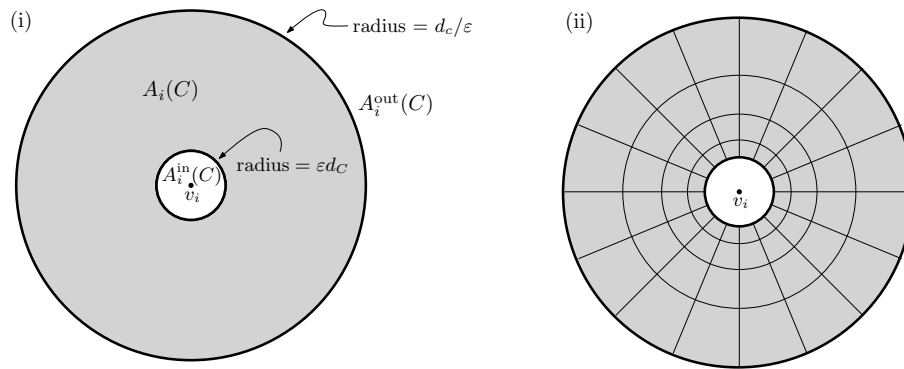 (i)
radius = d_c/ε
A_i(C)
A_i^out(C)
radius = εd_C
A_i^in(C)
v_i
(ii)
v_i